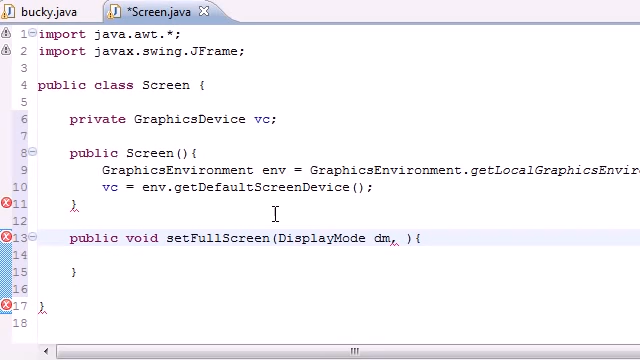 bucky.java *Screen.java
1 import java.awt.*;
2 import javax.swing.JFrame;
3
4 public class Screen {
5
6 private GraphicsDevice vc;
7
8 public Screen(){
9 GraphicsEnvironment env = GraphicsEnvironment.getLocalGraphicsEnviro
10 vc = env.getDefaultScreenDevice();
11 }
12
13 public void setFullScreen(DisplayMode dm, ){
14
15 }
16
17 }
18